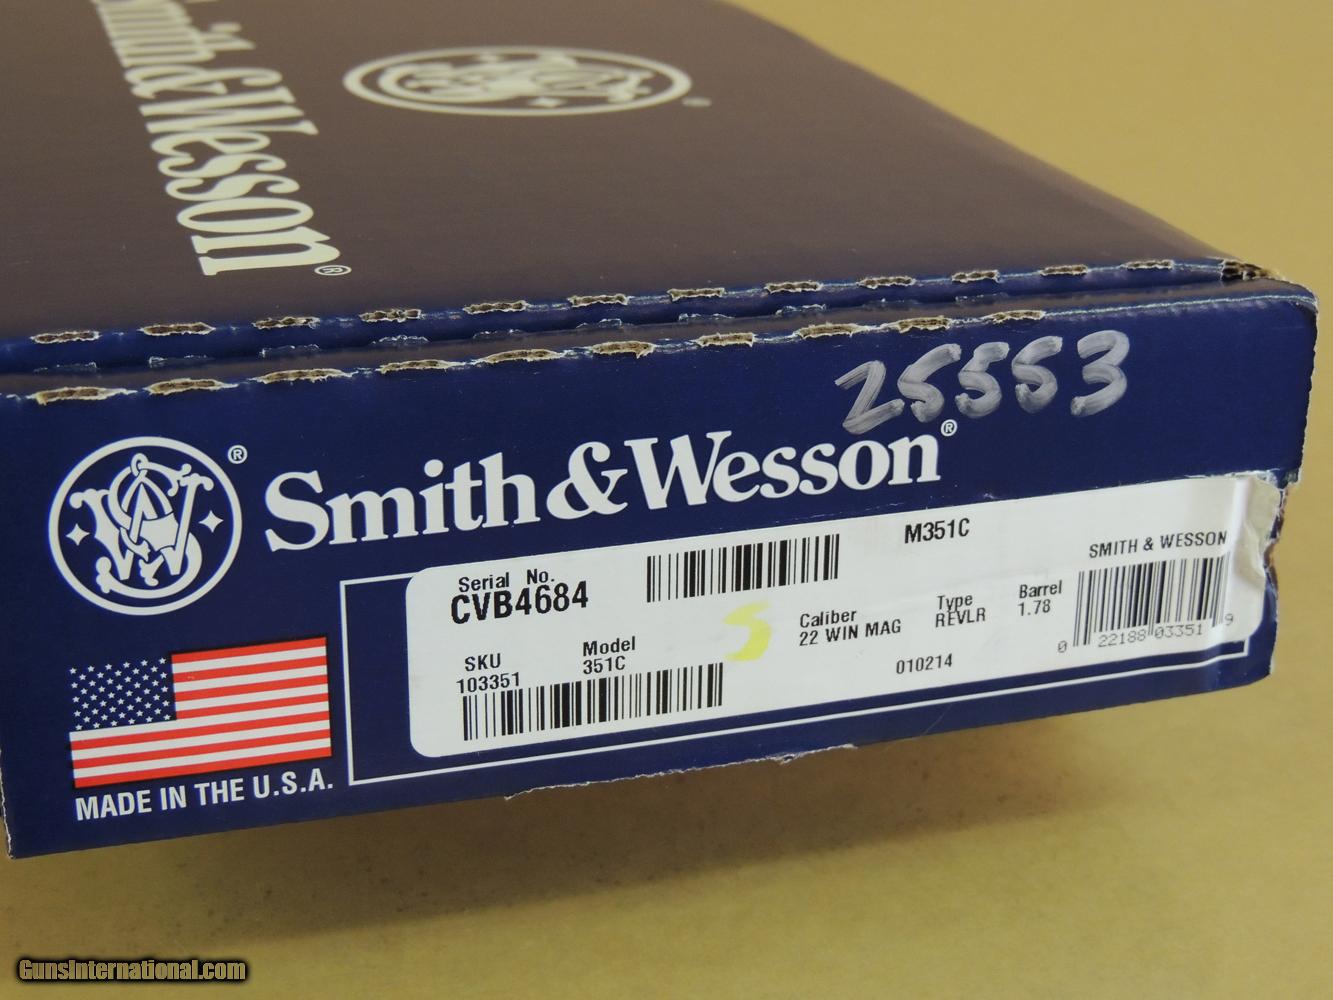 Smith & Wesson®
25553
Smith & Wesson®
Serial No.
CVB4684
M351C
SMITH & WESSON
SKU
103351
Model
351C
S
Caliber
22 WIN MAG
Type
REVLR
Barrel
1.78
010214
0 22188 03351 9
MADE IN THE U.S.A.
GunsInternational.com